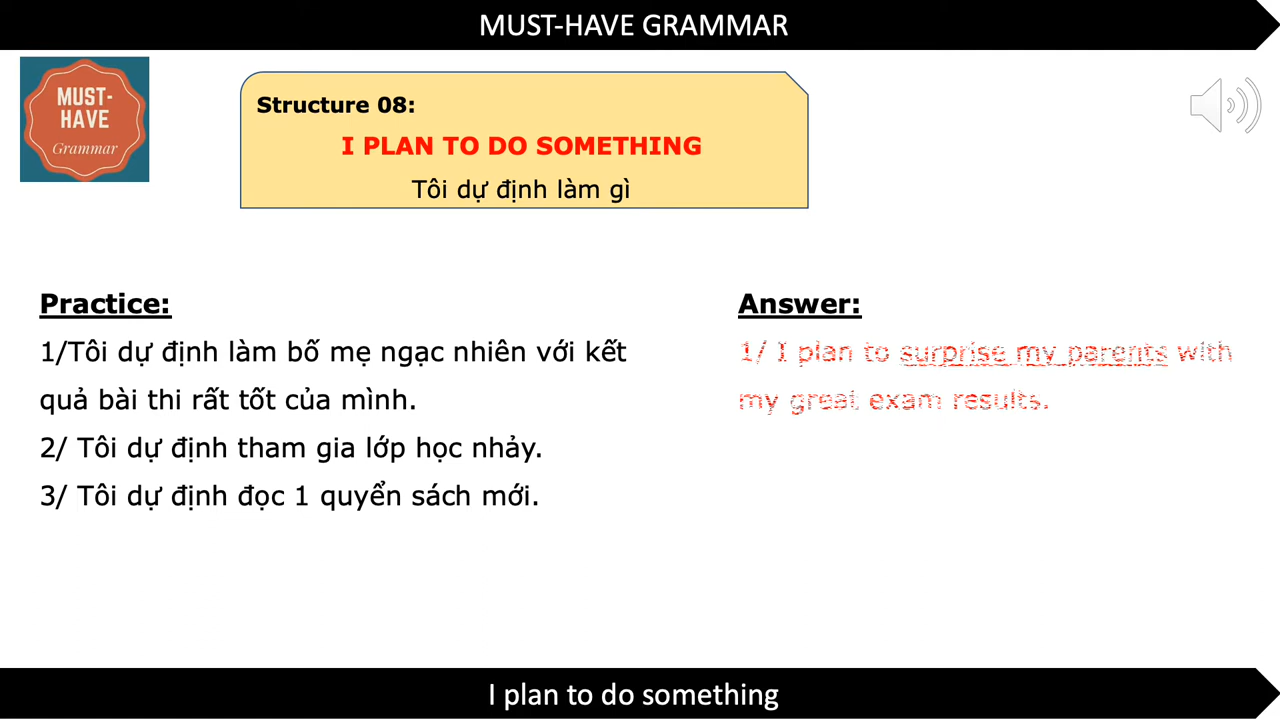 MUST-HAVE GRAMMAR
MUST-
HAVE
Grammar
Structure 08:
I PLAN TO DO SOMETHING
Tôi dự định làm gì
Practice:
1/Tôi dự định làm bố mẹ ngạc nhiên với kết
quả bài thi rất tốt của mình.
2/ Tôi dự định tham gia lớp học nhảy.
3/ Tôi dự định đọc 1 quyển sách mới.
Answer:
1/ I plan to surprise my parents with
my great exam results.
I plan to do something